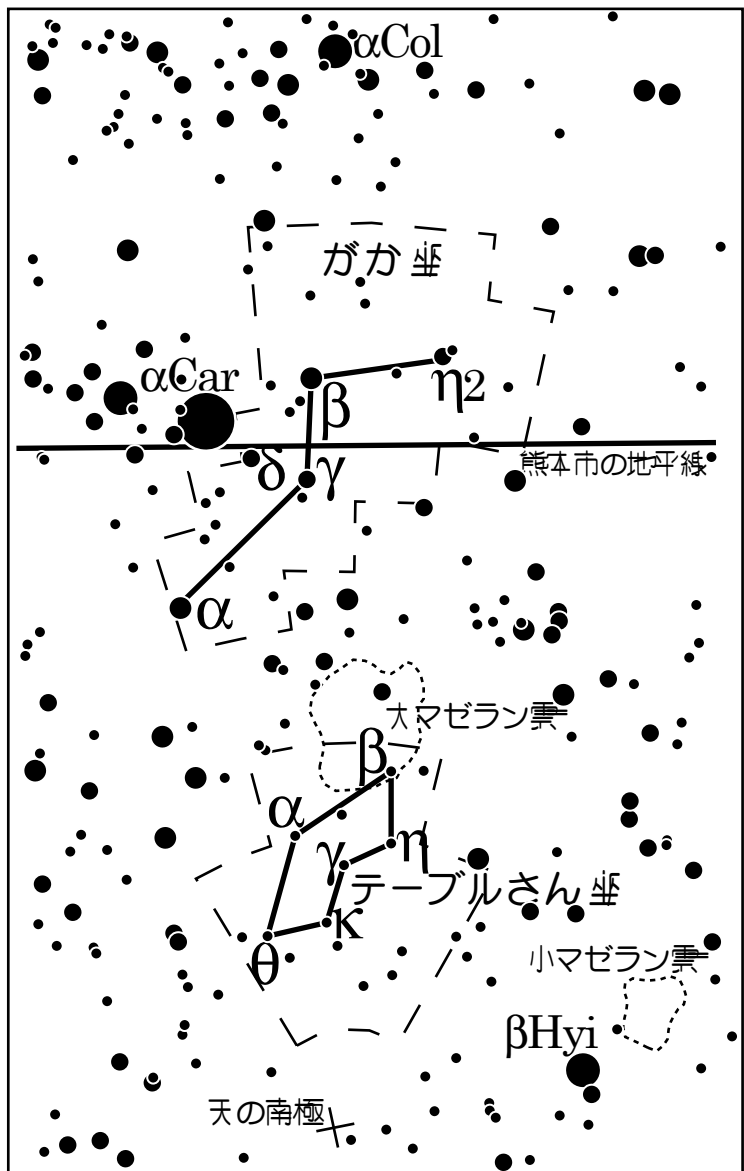 αCol
がか座
αCar
β
η2
熊本市の地平線
δ
γ
α
大マゼラン雲
β
α
γ
η
テーブルさん座
κ
θ
小マゼラン雲
βHyi
天の南極